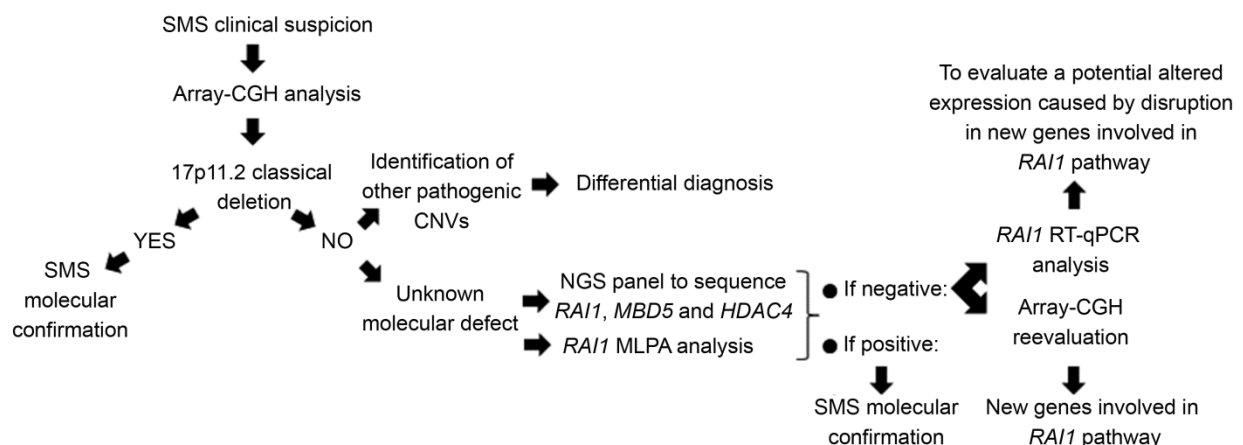 SMS clinical suspicion
Array-CGH analysis
17p11.2 classical
deletion
YES
NO
SMS
molecular
confirmation
Identification of
other pathogenic
CNVs
Differential diagnosis
Unknown
molecular defect
NGS panel to sequence
RAI1, MBD5 and HDAC4
RAI1 MLPA analysis
● If negative:
● If positive:
SMS molecular
confirmation
To evaluate a potential altered
expression caused by disruption
in new genes involved in
RAI1 pathway
RAI1 RT-qPCR
analysis
Array-CGH
reevaluation
New genes involved in
RAI1 pathway